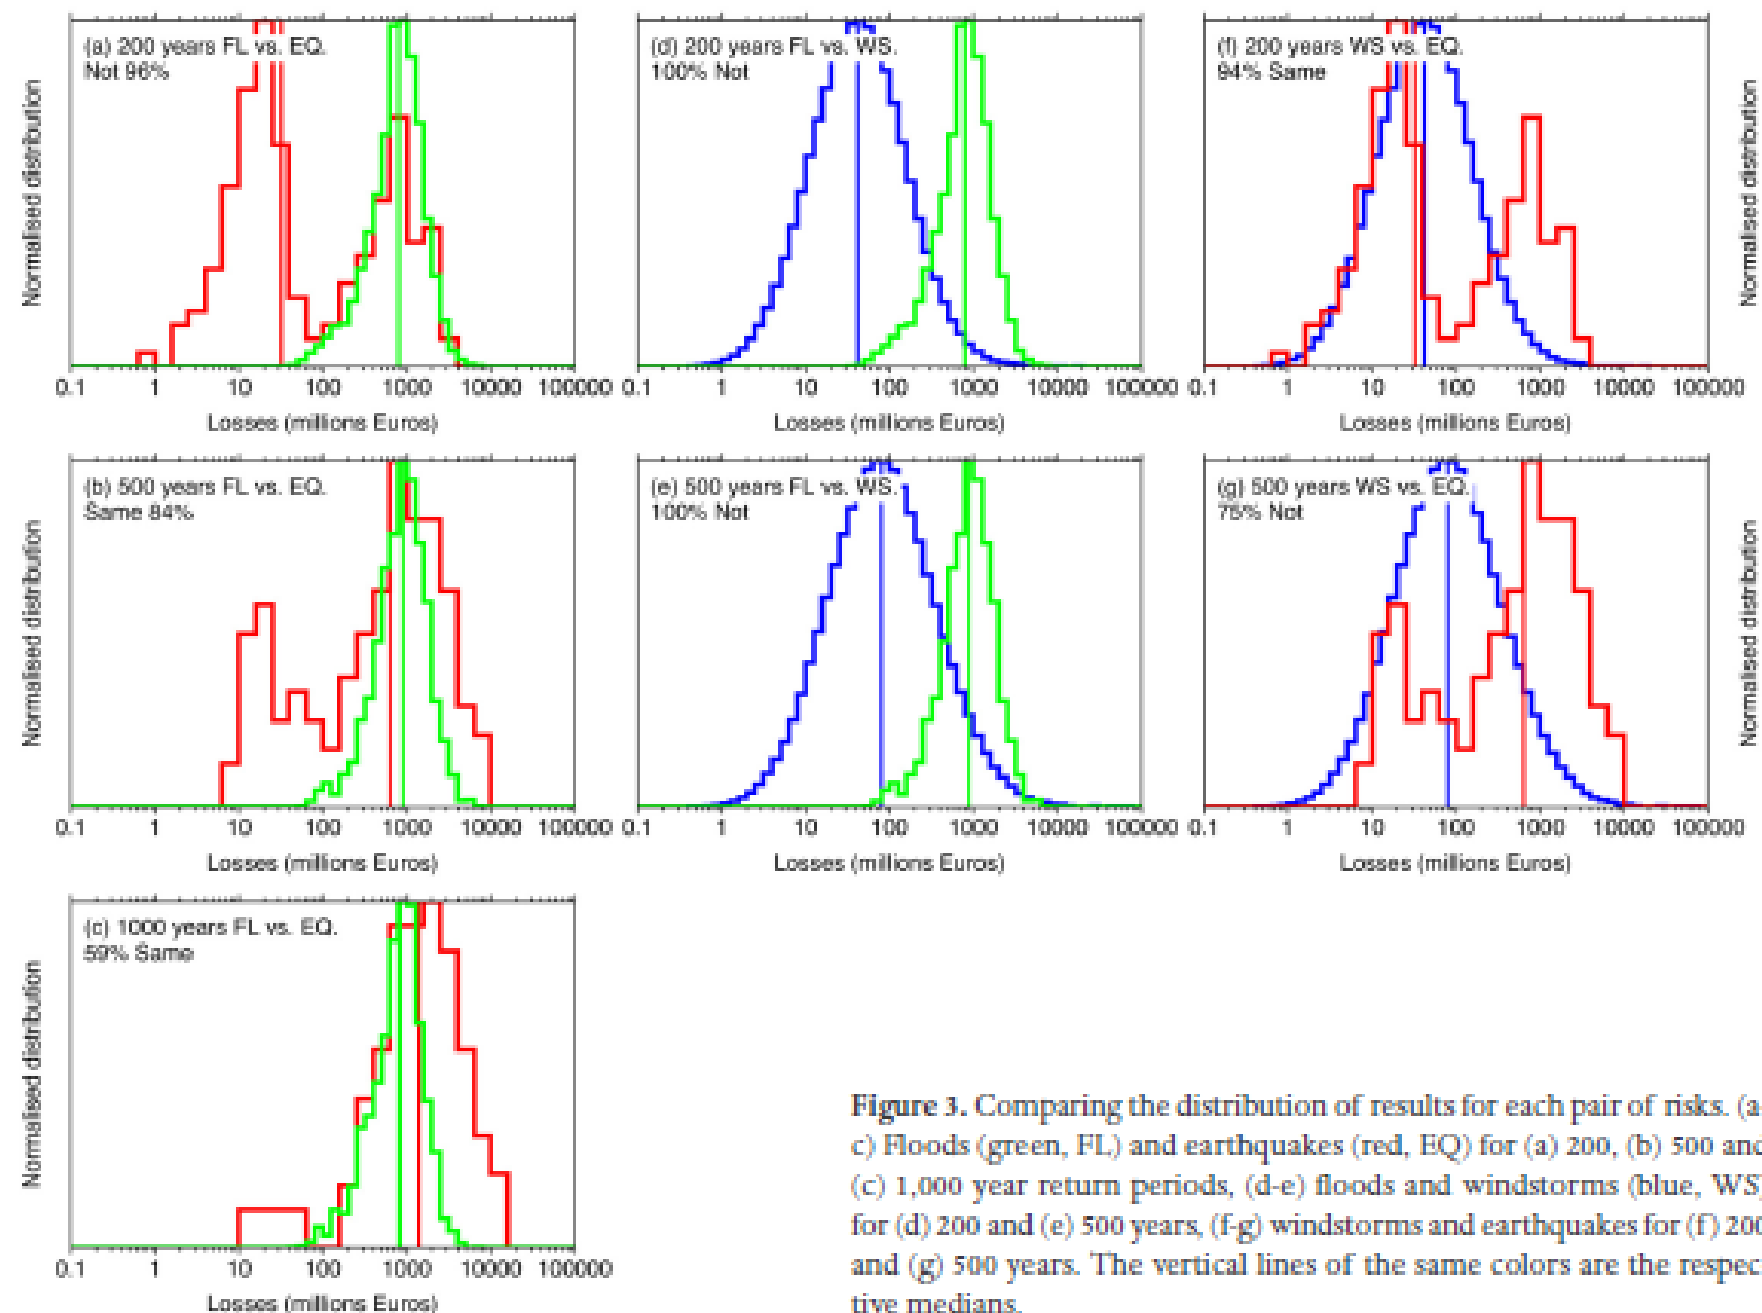 (a) 200 years FL vs. EQ.
Not 96%
Normalised distribution
0.1 1 10 100 1000 10000 100000
Losses (millions Euros)
(d) 200 years FL vs. WS.
100% Not
0.1 1 10 100 1000 10000 100000
Losses (millions Euros)
(f) 200 years WS vs. EQ.
94% Same
0.1 1 10 100 1000 10000 100000
Losses (millions Euros)
Normalised distribution
(b) 500 years FL vs. EQ.
Same 84%
Normalised distribution
0.1 1 10 100 1000 10000 100000
Losses (millions Euros)
(e) 500 years FL vs. WS.
100% Not
0.1 1 10 100 1000 10000 100000
Losses (millions Euros)
(g) 500 years WS vs. EQ.
75% Not
0.1 1 10 100 1000 10000 100000
Losses (millions Euros)
Normalised distribution
(c) 1000 years FL vs. EQ.
59% Same
Normalised distribution
0.1 1 10 100 1000 10000 100000
Losses (millions Euros)
Figure 3. Comparing the distribution of results for each pair of risks. (a-
c) Floods (green, FL) and earthquakes (red, EQ) for (a) 200, (b) 500 and
(c) 1,000 year return periods, (d-e) floods and windstorms (blue, WS)
for (d) 200 and (e) 500 years, (f-g) windstorms and earthquakes for (f) 200
and (g) 500 years. The vertical lines of the same colors are the respec-
tive medians.